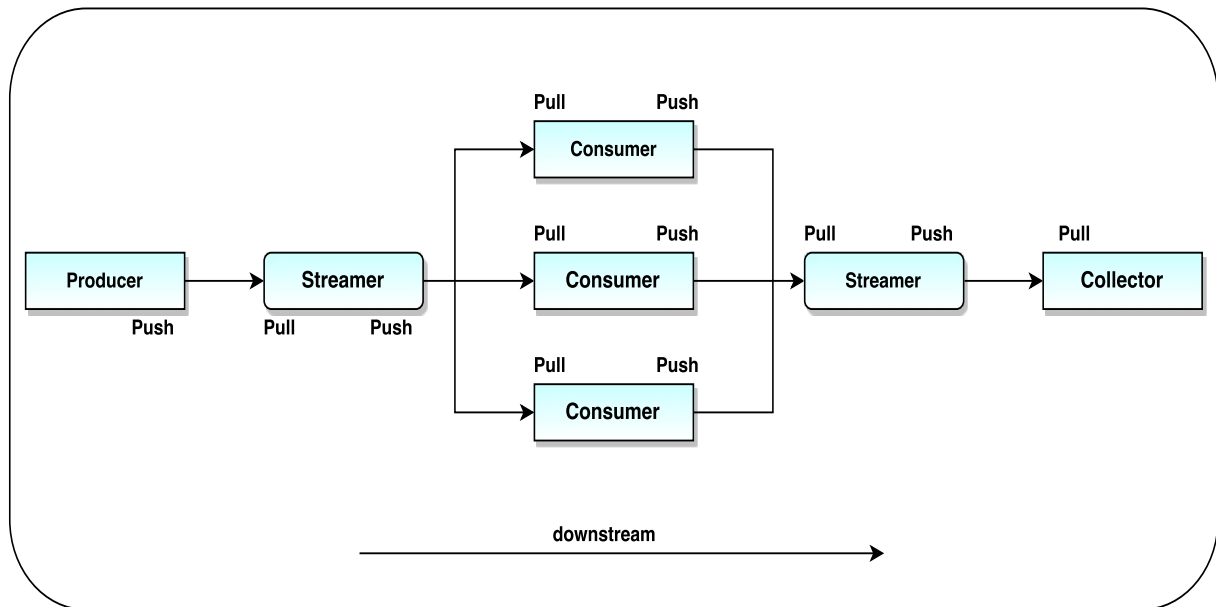 Pull Push
Consumer
Pull Push
Consumer
Pull Push
Consumer
Producer
Push
Streamer
Pull Push
Pull Push
Streamer
Pull
Collector
downstream